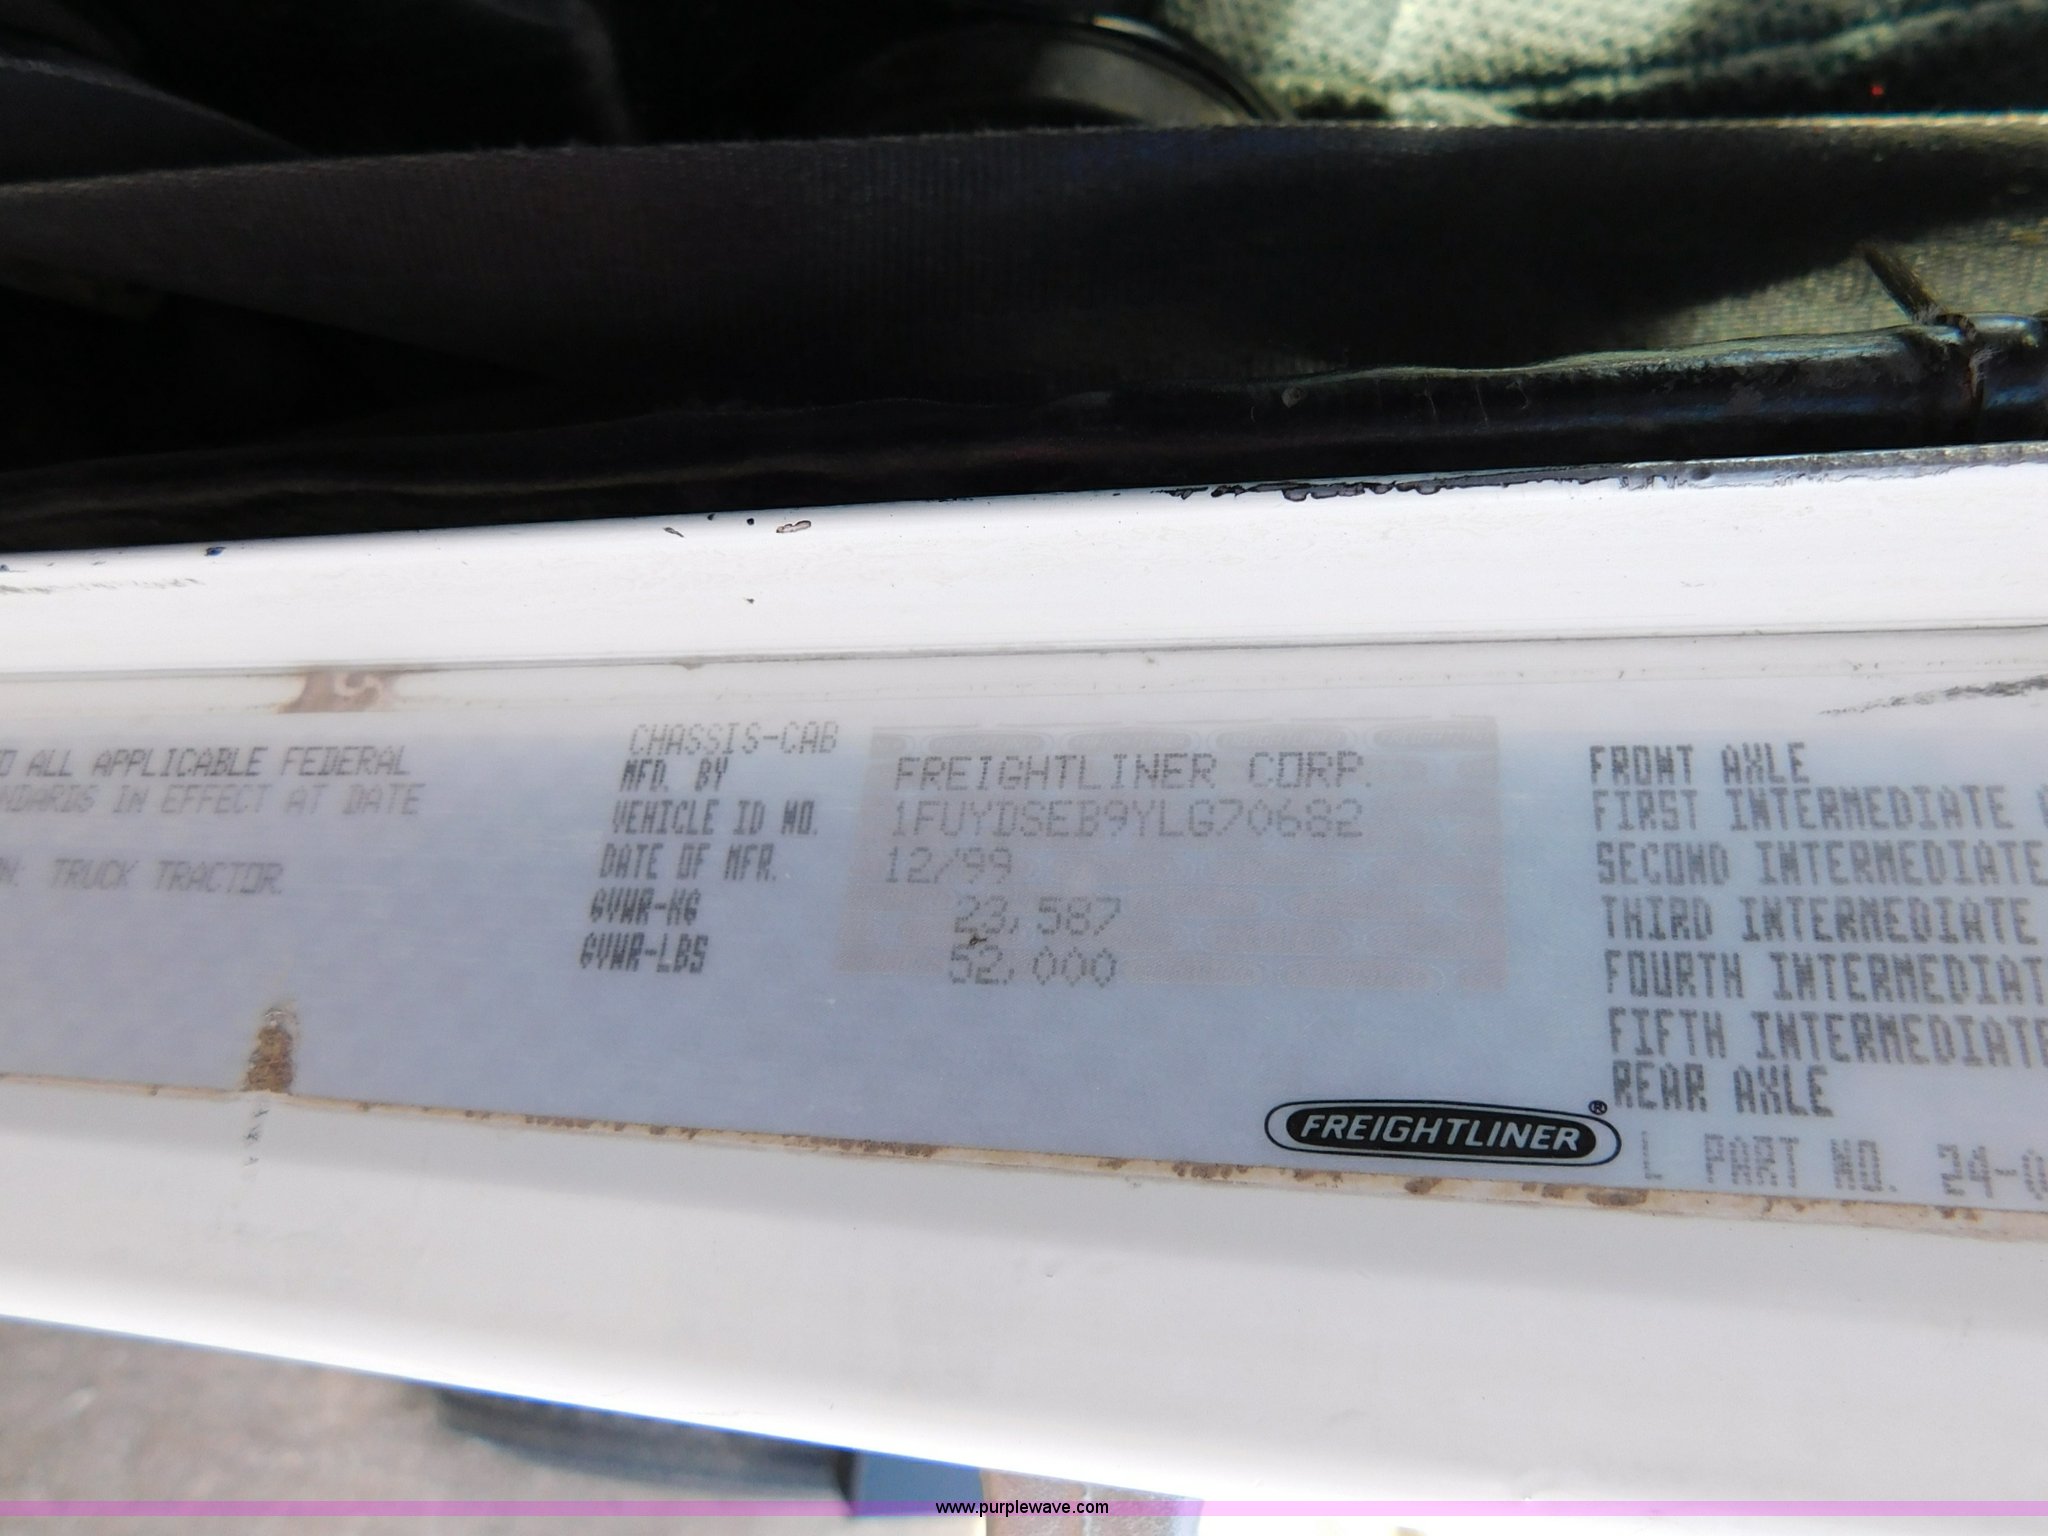 O ALL APPLICABLE FEDERAL
NDARDS IN EFFECT AT DATE
N. TRUCK TRACTOR.
CHASSIS-CAB
MFD. BY FREIGHTLINER CORP.
VEHICLE ID NO. 1FUYDSEB9YLG70682
DATE OF MFR. 12/99
GVWR-KG 23,587
GVWR-LBS 52,000
FREIGHTLINER®
FRONT AXLE
FIRST INTERMEDIATE
SECOND INTERMEDIATE
THIRD INTERMEDIATE
FOURTH INTERMEDIAT
FIFTH INTERMEDIATE
REAR AXLE
L PART NO. 24-0
www.purplewave.com